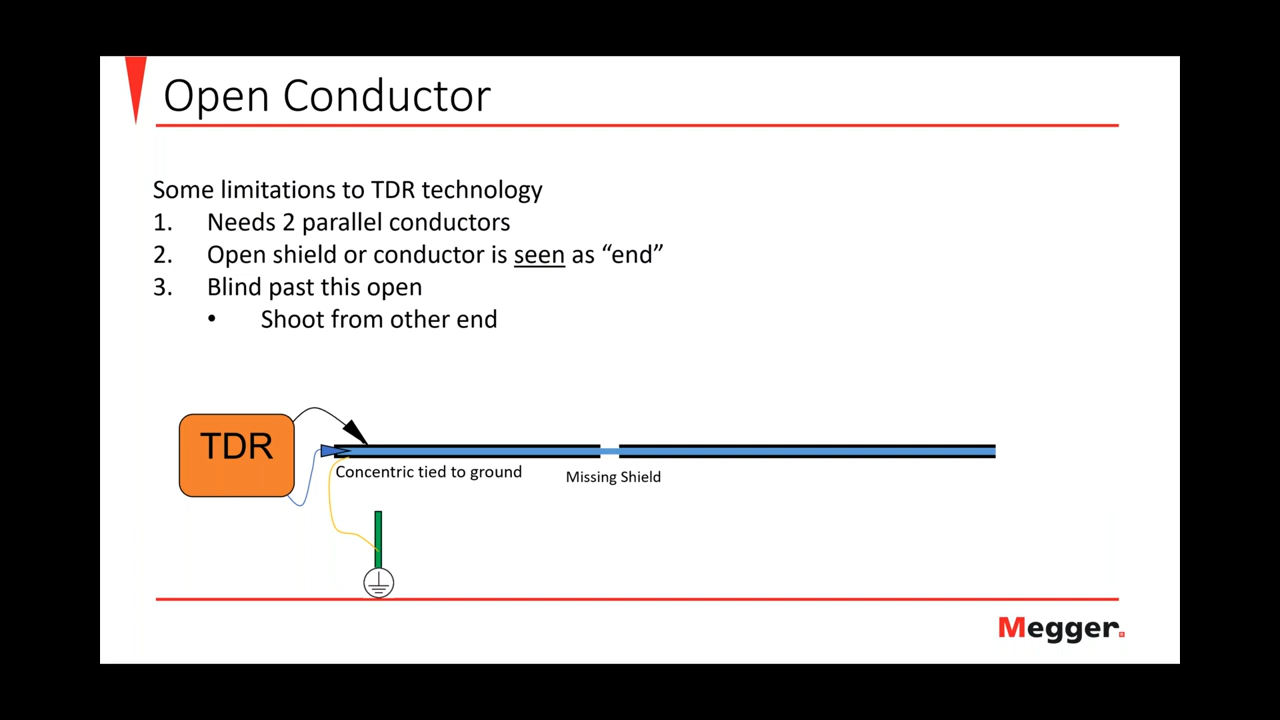 Open Conductor
Some limitations to TDR technology
1. Needs 2 parallel conductors
2. Open shield or conductor is seen as “end”
3. Blind past this open
• Shoot from other end
TDR
Concentric tied to ground
Missing Shield
Megger.